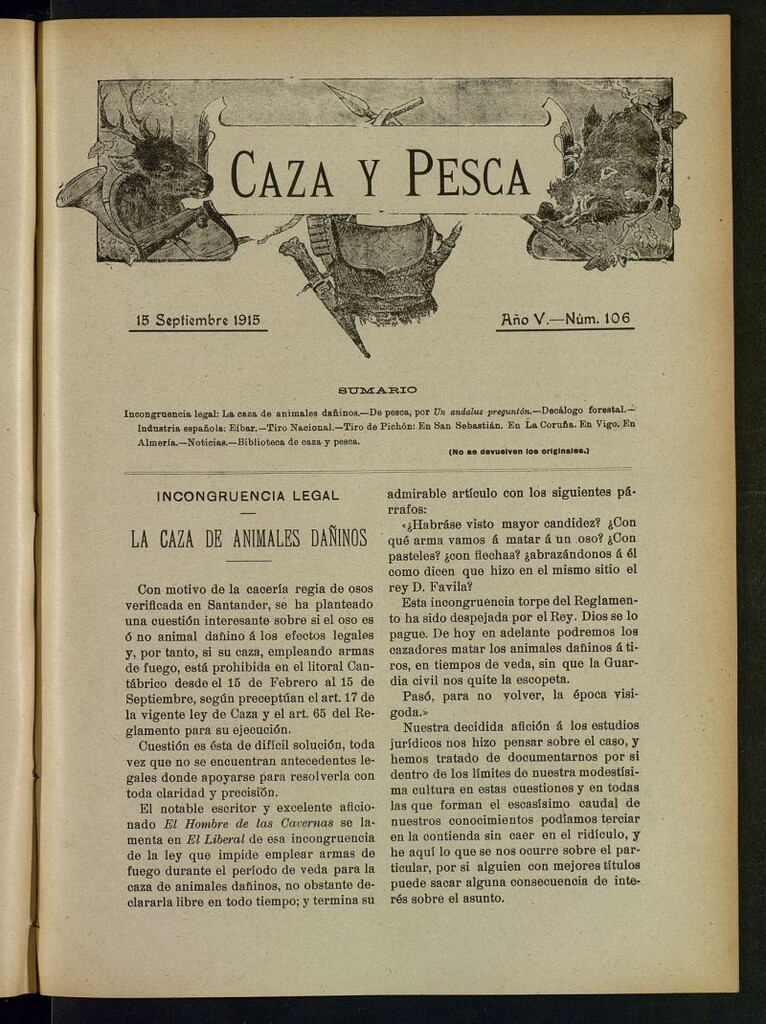 CAZA Y PESCA
15 Septiembre 1915
Año V.—Núm. 106
SUMARIO
Incongruencia legal: La caza de animales dañinos.—De pesca, por Un andaluz preguntón.—Decálogo forestal.—
Industria española: Eibar.—Tiro Nacional.—Tiro de Pichón: En San Sebastián. En La Coruña. En Vigo. En
Almería.—Noticias.—Biblioteca de caza y pesca.
(No se devuelven los originales.)
INCONGRUENCIA LEGAL
LA CAZA DE ANIMALES DAÑINOS
Con motivo de la cacería regia de osos
verificada en Santander, se ha planteado
una cuestión interesante sobre si el oso es
ó no animal dañino á los efectos legales
y, por tanto, si su caza, empleando armas
de fuego, está prohibida en el litoral Can-
tábrico desde el 15 de Febrero al 15 de
Septiembre, según preceptúan el art. 17 de
la vigente ley de Caza y el art. 65 del Re-
glamento para su ejecución.
Cuestión es ésta de difícil solución, toda
vez que no se encuentran antecedentes le-
gales donde apoyarse para resolverla con
toda claridad y precisión.
El notable escritor y excelente aficio-
nado El Hombre de las Cavernas se la-
menta en El Liberal de esa incongruencia
de la ley que impide emplear armas de
fuego durante el período de veda para la
caza de animales dañinos, no obstante de-
clararla libre en todo tiempo; y termina su
admirable artículo con los siguientes pá-
rrafos:
«¿Habráse visto mayor candidez? ¿Con
qué arma vamos á matar á un oso? ¿Con
pasteles? ¿con flechas? ¿abrazándonos á él
como dicen que hizo en el mismo sitio el
rey D. Favila?
Esta incongruencia torpe del Reglamen-
to ha sido despejada por el Rey. Dios se lo
pague. De hoy en adelante podremos los
cazadores matar los animales dañinos á ti-
ros, en tiempos de veda, sin que la Guar-
dia civil nos quite la escopeta.
Pasó, para no volver, la época visi-
goda.»
Nuestra decidida afición á los estudios
jurídicos nos hizo pensar sobre el caso, y
hemos tratado de documentarnos por si
dentro de los límites de nuestra modestísi-
ma cultura en estas cuestiones y en todas
las que forman el escasísimo caudal de
nuestros conocimientos podíamos terciar
en la contienda sin caer en el ridículo, y
he aquí lo que se nos ocurre sobre el par-
ticular, por si alguien con mejores títulos
puede sacar alguna consecuencia de inte-
rés sobre el asunto.